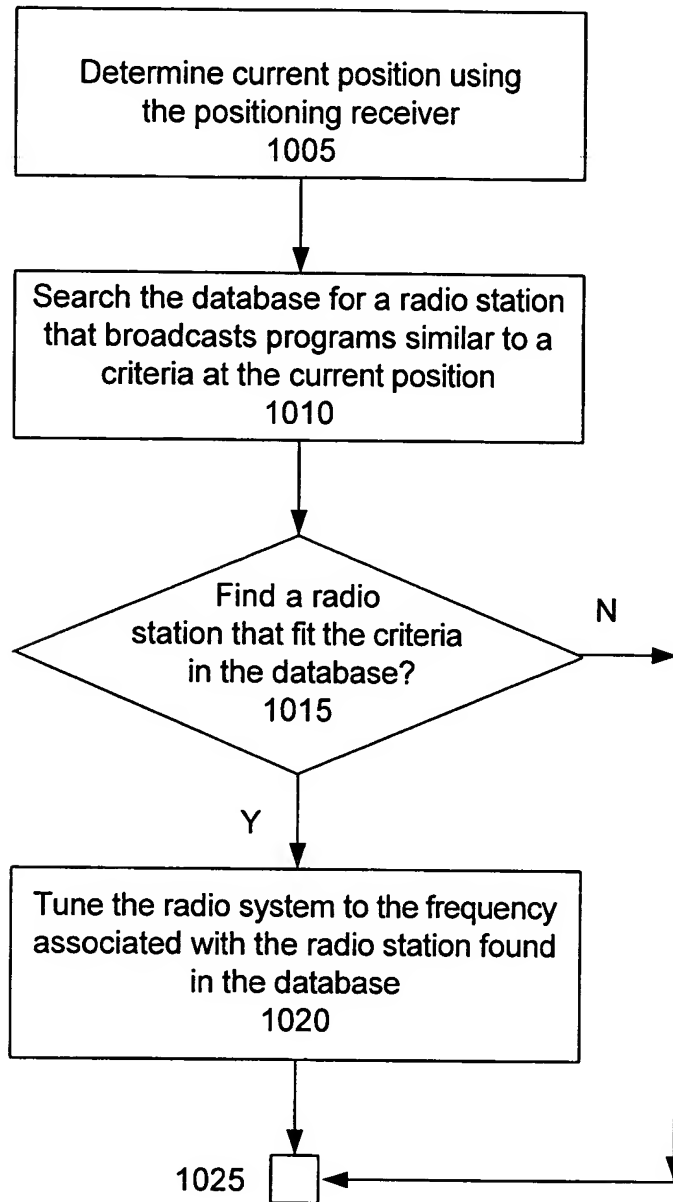 Determine current position using
the positioning receiver
1005
Search the database for a radio station
that broadcasts programs similar to a
criteria at the current position
1010
Find a radio
station that fit the criteria
in the database?
1015
N
Y
Tune the radio system to the frequency
associated with the radio station found
in the database
1020
1025